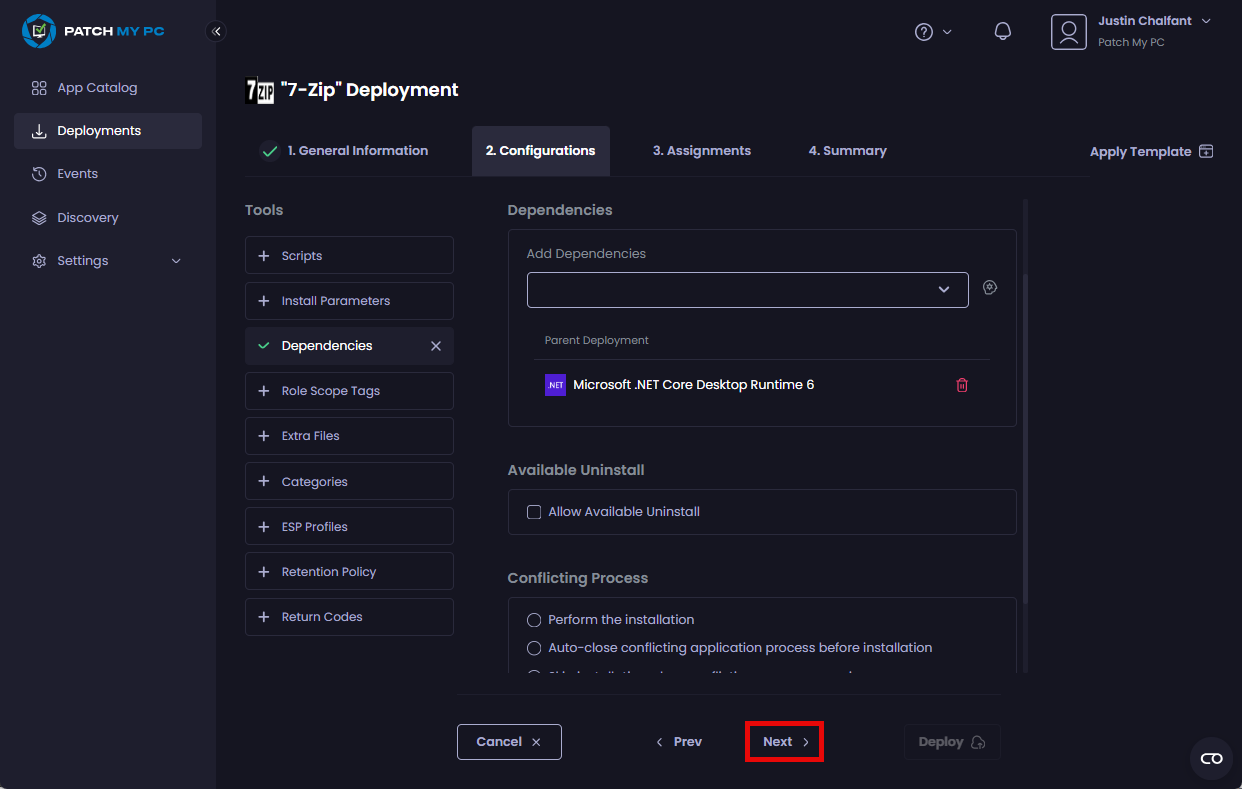 PATCH MY PC
App Catalog
Deployments
Events
Discovery
Settings
?
Justin Chalfant
Patch My PC
7ZIP "7-Zip" Deployment
1. General Information
2. Configurations
3. Assignments
4. Summary
Apply Template
Tools
Scripts
Install Parameters
Dependencies
Role Scope Tags
Extra Files
Categories
ESP Profiles
Retention Policy
Return Codes
Dependencies
Add Dependencies
Parent Deployment
.NET Microsoft .NET Core Desktop Runtime 6
Available Uninstall
Allow Available Uninstall
Conflicting Process
Perform the installation
Auto-close conflicting application process before installation
Cancel
Prev
Next
Deploy